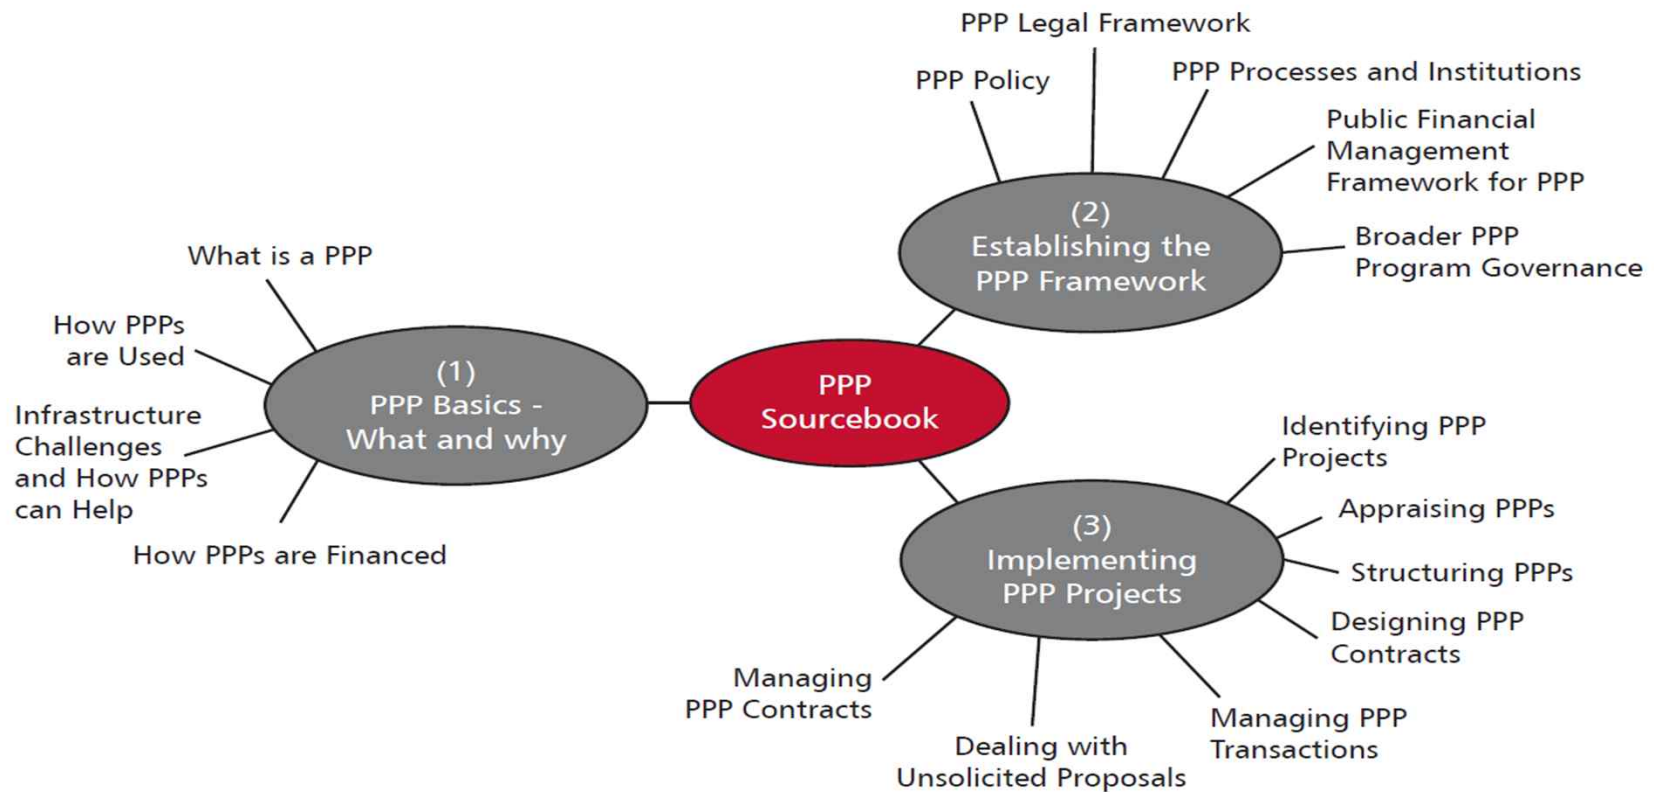 PPP Legal Framework
PPP Policy
PPP Processes and Institutions
Public Financial
Management
Framework for PPP
(2)
Establishing the
PPP Framework
Broader PPP
Program Governance
What is a PPP
How PPPs
are Used
(1)
PPP Basics -
What and why
Infrastructure
Challenges
and How PPPs
can Help
How PPPs are Financed
PPP
Sourcebook
Identifying PPP
Projects
Appraising PPPs
(3)
Implementing
PPP Projects
Structuring PPPs
Designing PPP
Contracts
Managing PPP
Transactions
Dealing with
Unsolicited Proposals
Managing
PPP Contracts